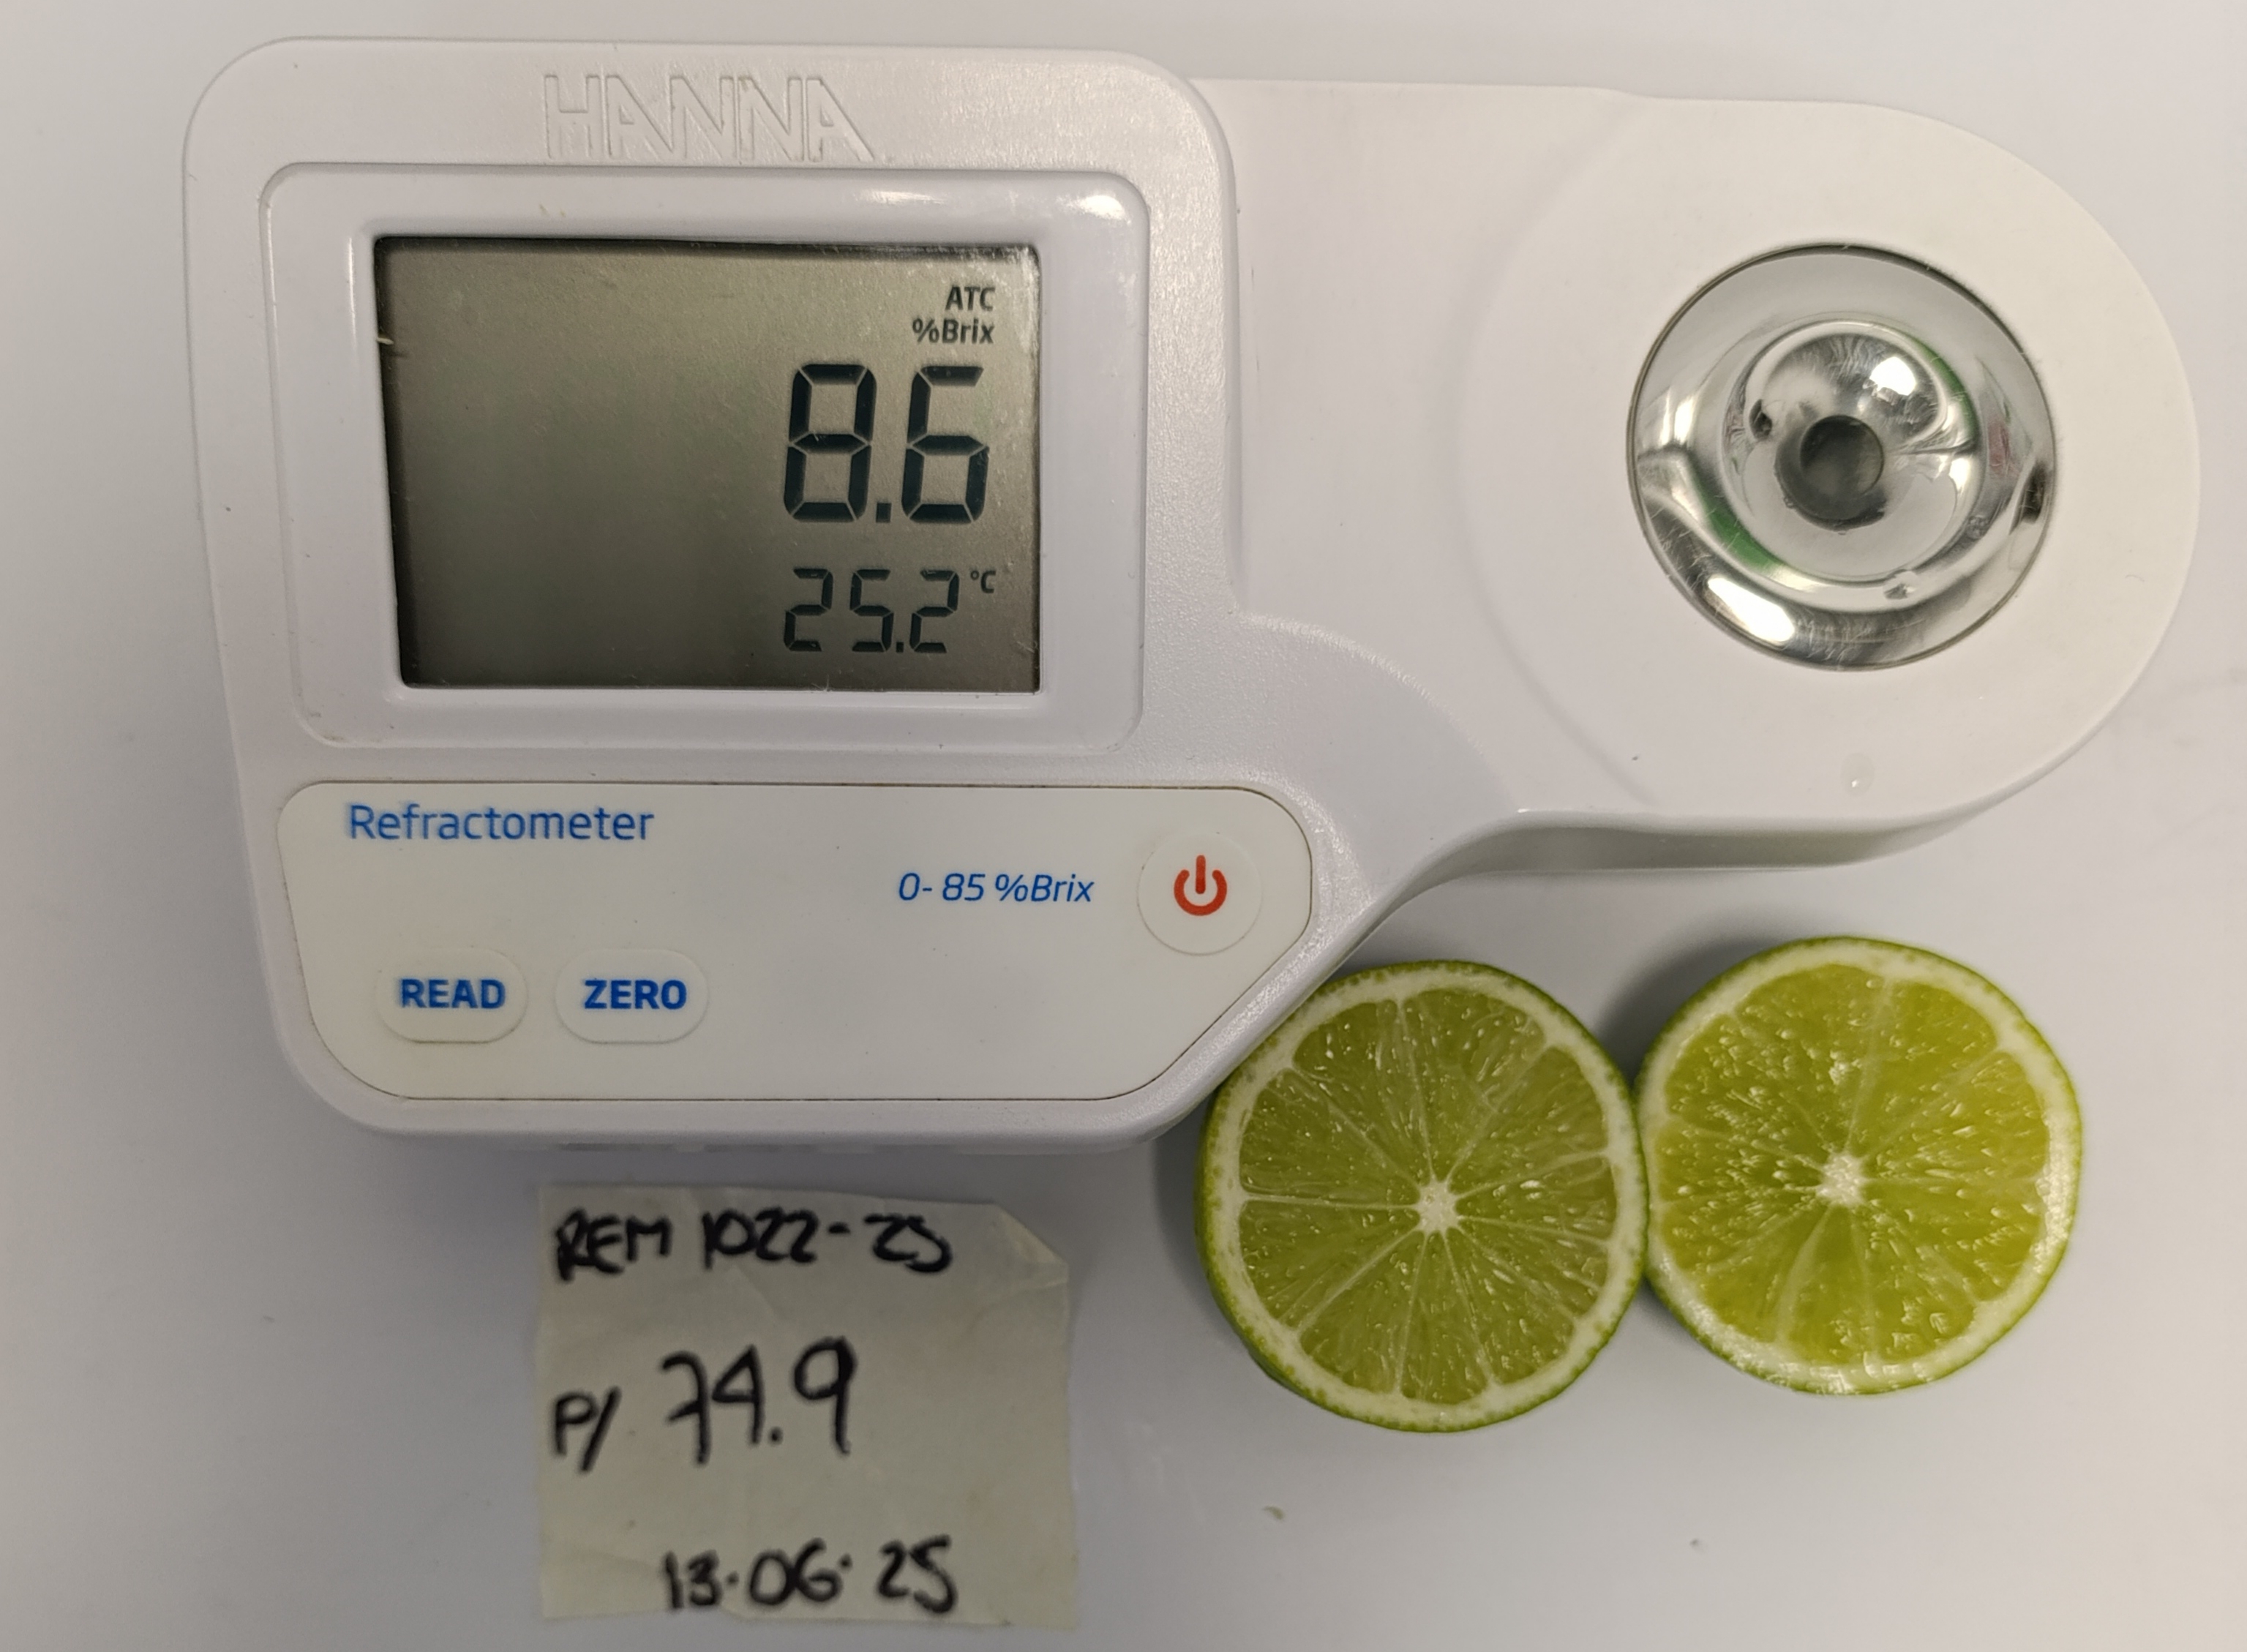 HANNA
ATC
%Brix
8.6
25.2 °C
Refractometer
0-85 %Brix
READ ZERO
REM 1022-25
P/ 74.9
13.06.25